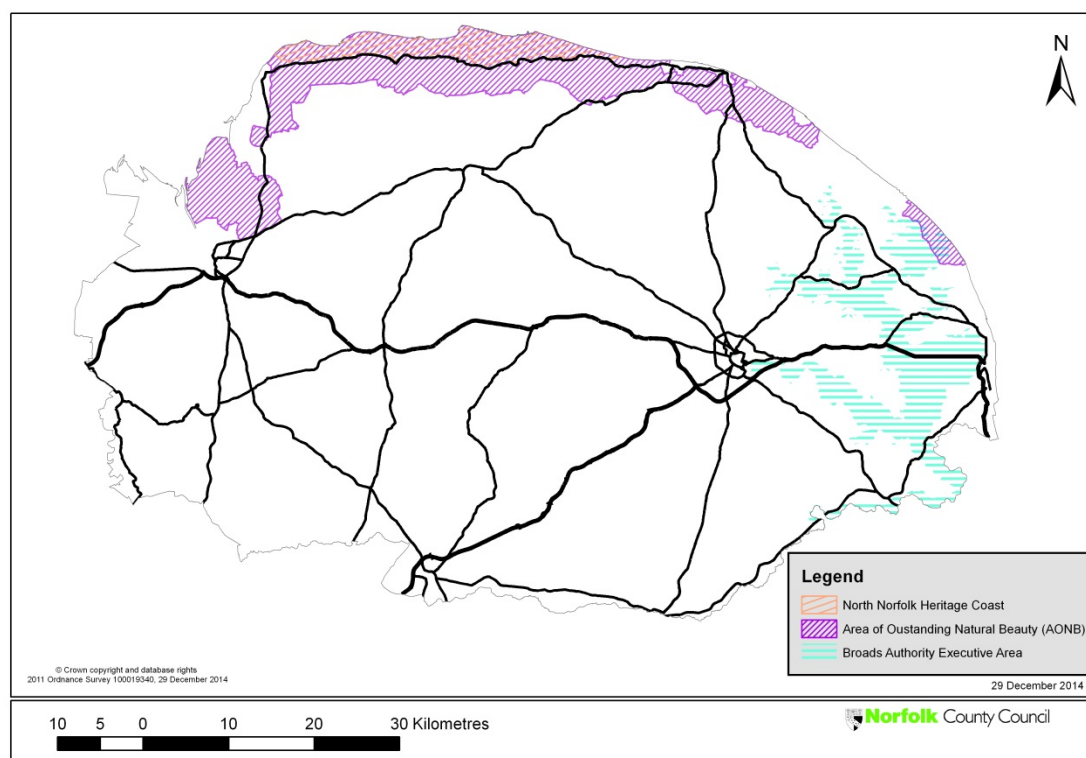 N
Legend
North Norfolk Heritage Coast
Area of Oustanding Natural Beauty (AONB)
Broads Authority Executive Area
© Crown copyright and database rights
2011 Ordnance Survey 100019340, 29 December 2014
29 December 2014
10 5 0 10 20 30 Kilometres
Norfolk County Council